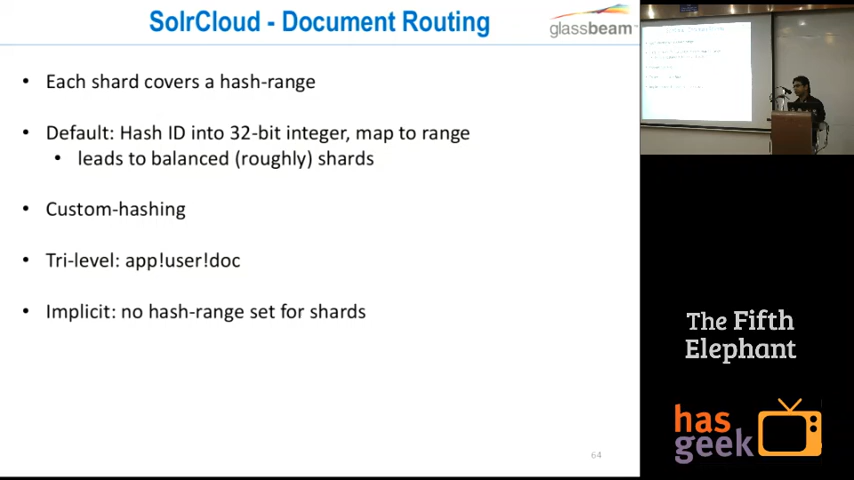 SolrCloud - Document Routing
glassbeam
• Each shard covers a hash-range
• Default: Hash ID into 32-bit integer, map to range
• leads to balanced (roughly) shards
• Custom-hashing
• Tri-level: app!user!doc
• Implicit: no hash-range set for shards
64
The Fifth
Elephant
has
geek